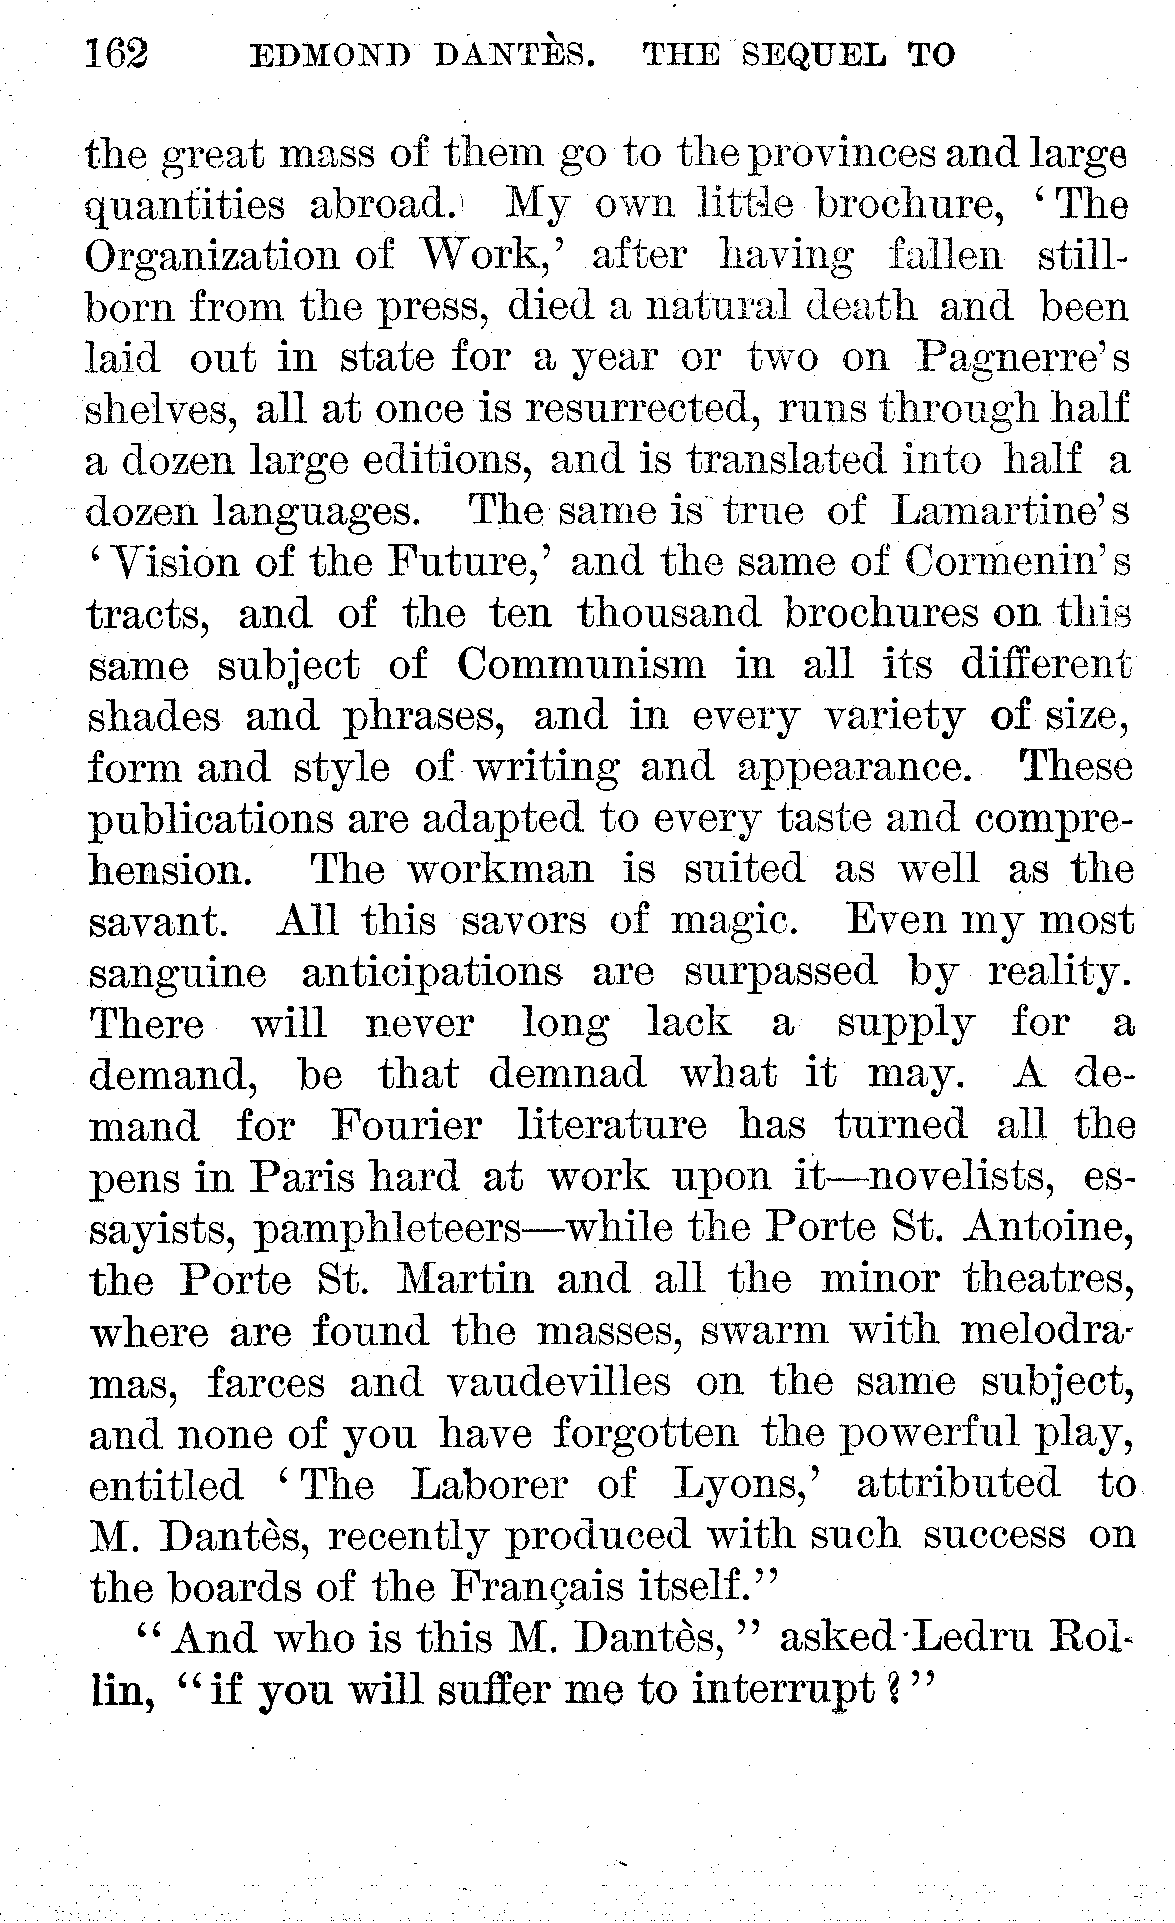 162 EDMOND DANTÈS. THE SEQUEL TO
the great mass of them go to the provinces and large
quantities abroad. My own little brochure, ‘The
Organization of Work,’ after having fallen still-
born from the press, died a natural death and been
laid out in state for a year or two on Pagnerre’s
shelves, all at once is resurrected, runs through half
a dozen large editions, and is translated into half a
dozen languages. The same is true of Lamartine’s
‘Vision of the Future,’ and the same of Cormenin’s
tracts, and of the ten thousand brochures on this
same subject of Communism in all its different
shades and phrases, and in every variety of size,
form and style of writing and appearance. These
publications are adapted to every taste and compre-
hension. The workman is suited as well as the
savant. All this savors of magic. Even my most
sanguine anticipations are surpassed by reality.
There will never long lack a supply for a
demand, be that demnad what it may. A de-
mand for Fourier literature has turned all the
pens in Paris hard at work upon it—novelists, es-
sayists, pamphleteers—while the Porte St. Antoine,
the Porte St. Martin and all the minor theatres,
where are found the masses, swarm with melodra-
mas, farces and vaudevilles on the same subject,
and none of you have forgotten the powerful play,
entitled ‘The Laborer of Lyons,’ attributed to
M. Dantès, recently produced with such success on
the boards of the Français itself.”
“And who is this M. Dantès,” asked Ledru Rol-
lin, “if you will suffer me to interrupt?”